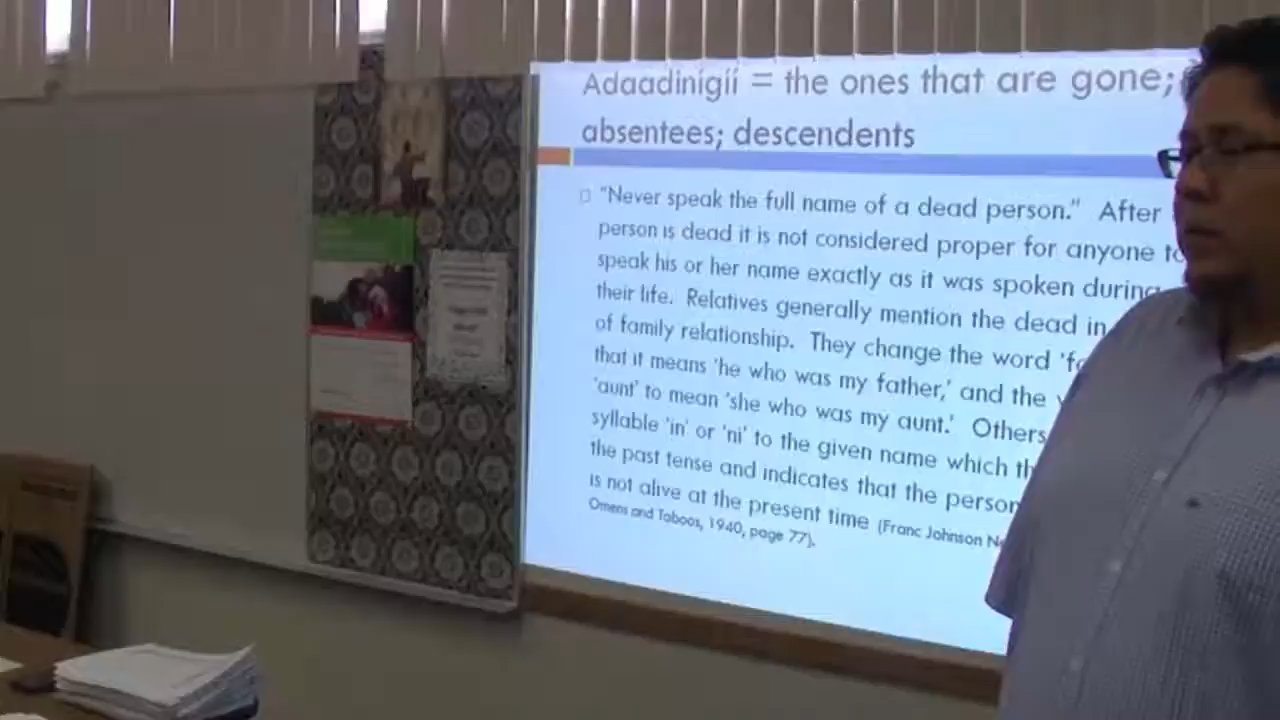 Adaadinigií = the ones that are gone;
absentees; descendents
"Never speak the full name of a dead person." After
person is dead it is not considered proper for anyone to
speak his or her name exactly as it was spoken during
their life. Relatives generally mention the dead in
of family relationship. They change the word
that it means 'he who was my father,' and the
'aunt' to mean 'she who was my aunt.' Others
syllable 'in' or 'ni' to the given name which
the past tense and indicates that the person
is not alive at the present time (Franc Johnson
Omens and Taboos, 1940, page 77).